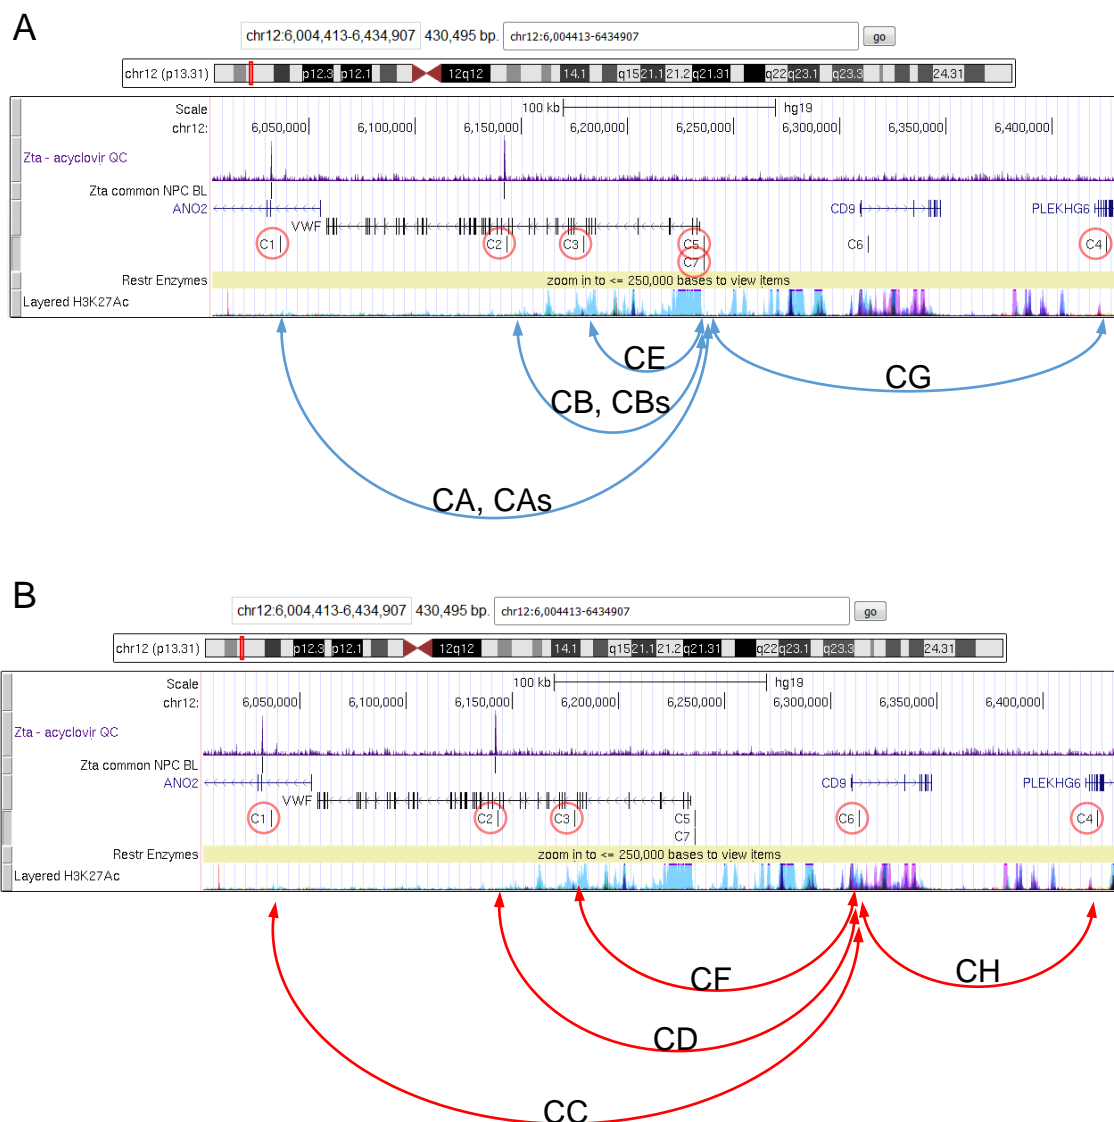 A
chr12:6,004,413-6,434,907 430,495 bp. chr12:6,004413-6434907 go
chr12 (p13.31) p12.3 p12.1 12q12 14.1 q15 21.1 21.2 q21.31 q22 q23.1 q23.3 24.31
Scale 100 kb hg19
chr12: 6,050,000 6,100,000 6,150,000 6,200,000 6,250,000 6,300,000 6,350,000 6,400,000
Zta - acyclovir QC
Zta common NPC BL
ANO2 CD9 PLEKHG6
VWF
C1 C2 C3 C5 C6 C4
C7
Restr Enzymes zoom in to <= 250,000 bases to view items
Layered H3K27Ac
CE
CG
CB, CBs
CA, CAs
B
chr12:6,004,413-6,434,907 430,495 bp. chr12:6,004413-6434907 go
chr12 (p13.31) p12.3 p12.1 12q12 14.1 q15 21.1 21.2 q21.31 q22 q23.1 q23.3 24.31
Scale 100 kb hg19
chr12: 6,050,000 6,100,000 6,150,000 6,200,000 6,250,000 6,300,000 6,350,000 6,400,000
Zta - acyclovir QC
Zta common NPC BL
ANO2 CD9 PLEKHG6
VWF
C1 C2 C3 C5 C6 C4
C7
Restr Enzymes zoom in to <= 250,000 bases to view items
Layered H3K27Ac
CF CH
CD
CC